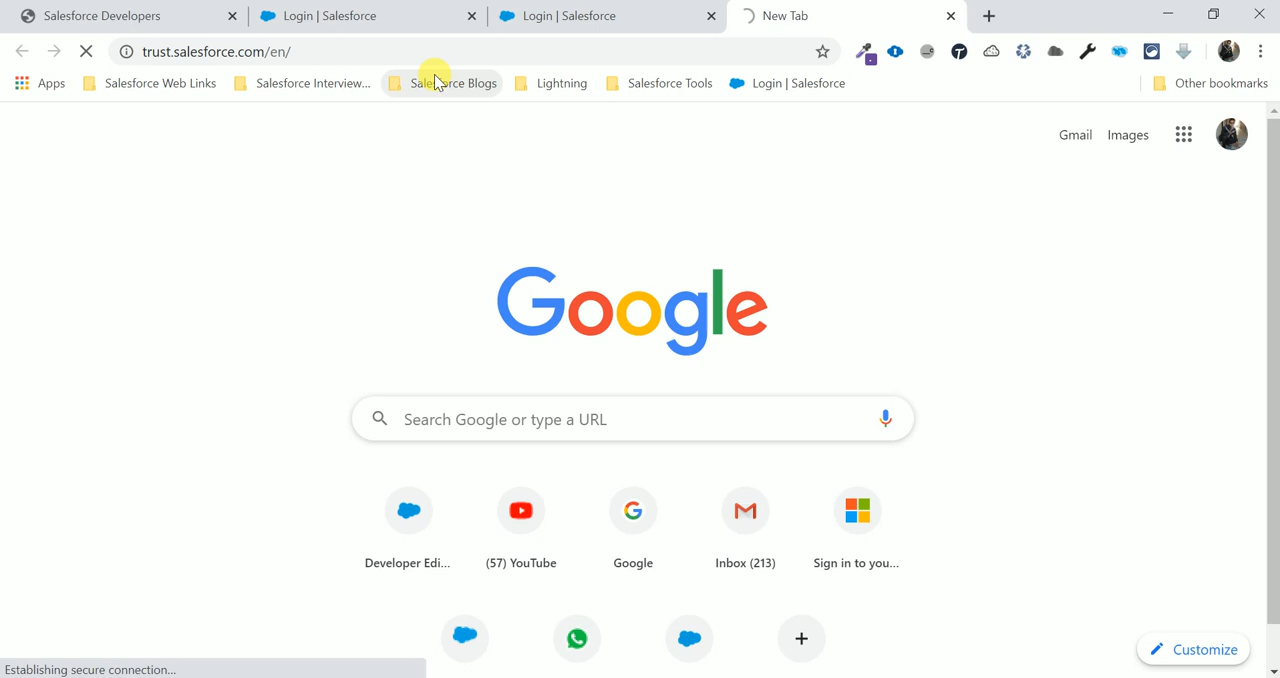 Salesforce Developers
Login | Salesforce
Login | Salesforce
New Tab
trust.salesforce.com/en/
Apps
Salesforce Web Links
Salesforce Interview...
Salesforce Blogs
Lightning
Salesforce Tools
Login | Salesforce
Other bookmarks
Gmail
Images
Google
Search Google or type a URL
Developer Edi...
(57) YouTube
Google
Inbox (213)
Sign in to you...
Customize
Establishing secure connection...